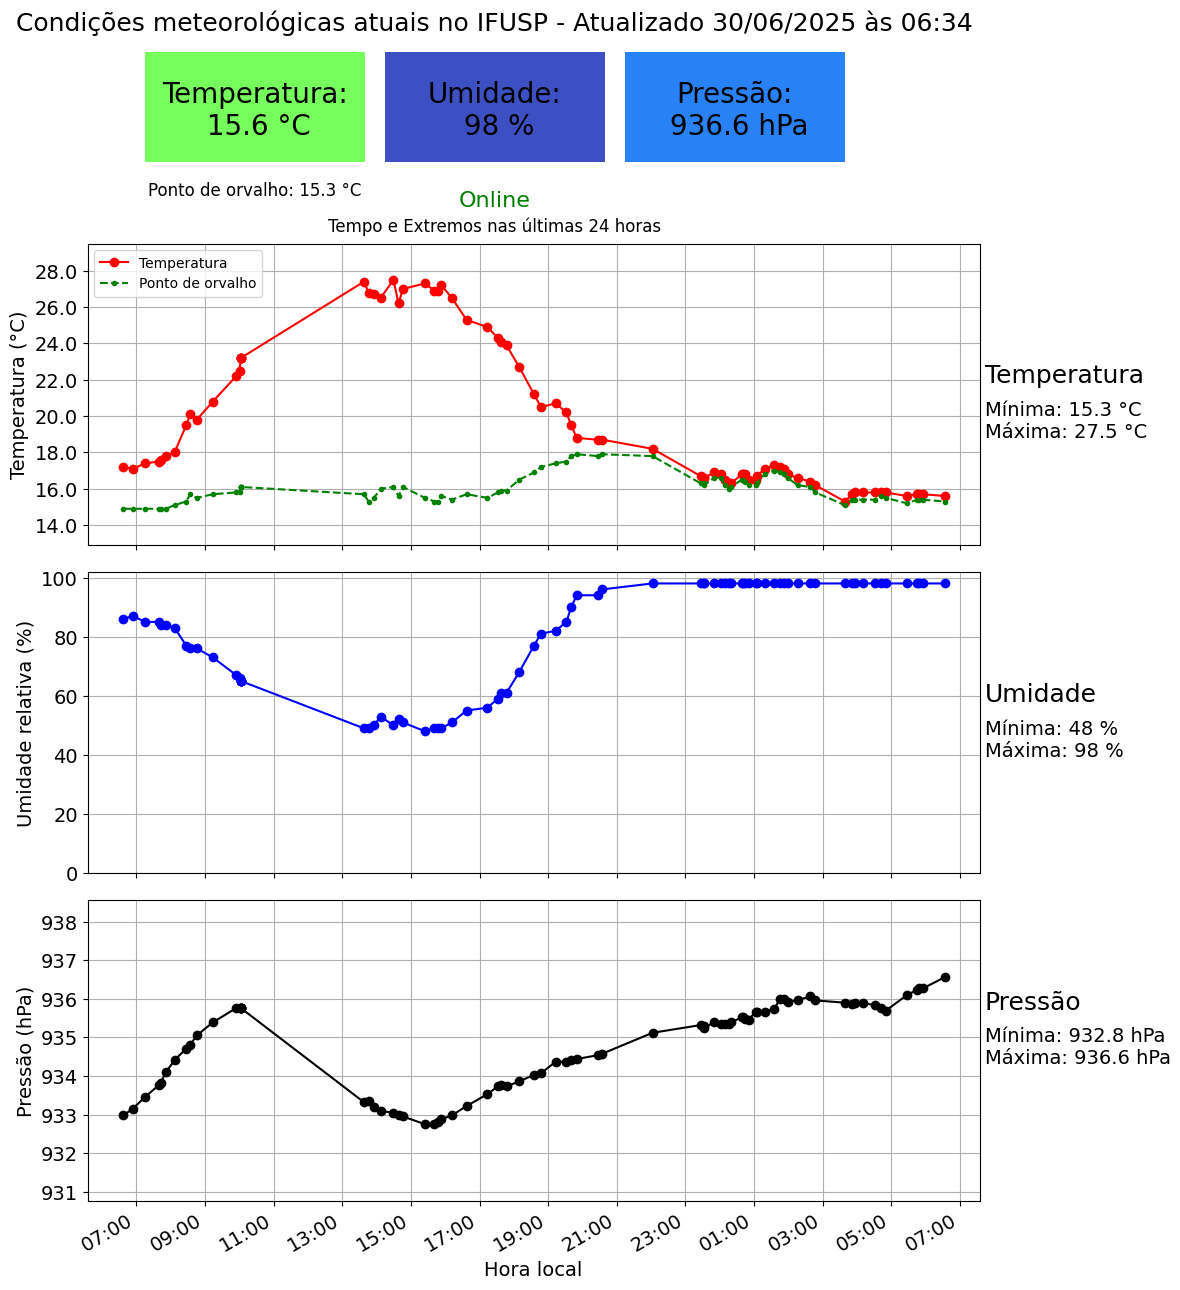 Condições meteorológicas atuais no IFUSP - Atualizado 30/06/2025 às 06:34
Temperatura:
15.6 °C
Umidade:
98 %
Pressão:
936.6 hPa
Ponto de orvalho: 15.3 °C
Online
Tempo e Extremos nas últimas 24 horas
Temperatura
Ponto de orvalho
Temperatura (°C)
28.0
26.0
24.0
22.0
20.0
18.0
16.0
14.0
Temperatura
Mínima: 15.3 °C
Máxima: 27.5 °C
Umidade relativa (%)
100
80
60
40
20
0
Umidade
Mínima: 48 %
Máxima: 98 %
Pressão (hPa)
938
937
936
935
934
933
932
931
Pressão
Mínima: 932.8 hPa
Máxima: 936.6 hPa
07:00 09:00 11:00 13:00 15:00 17:00 19:00 21:00 23:00 01:00 03:00 05:00 07:00
Hora local